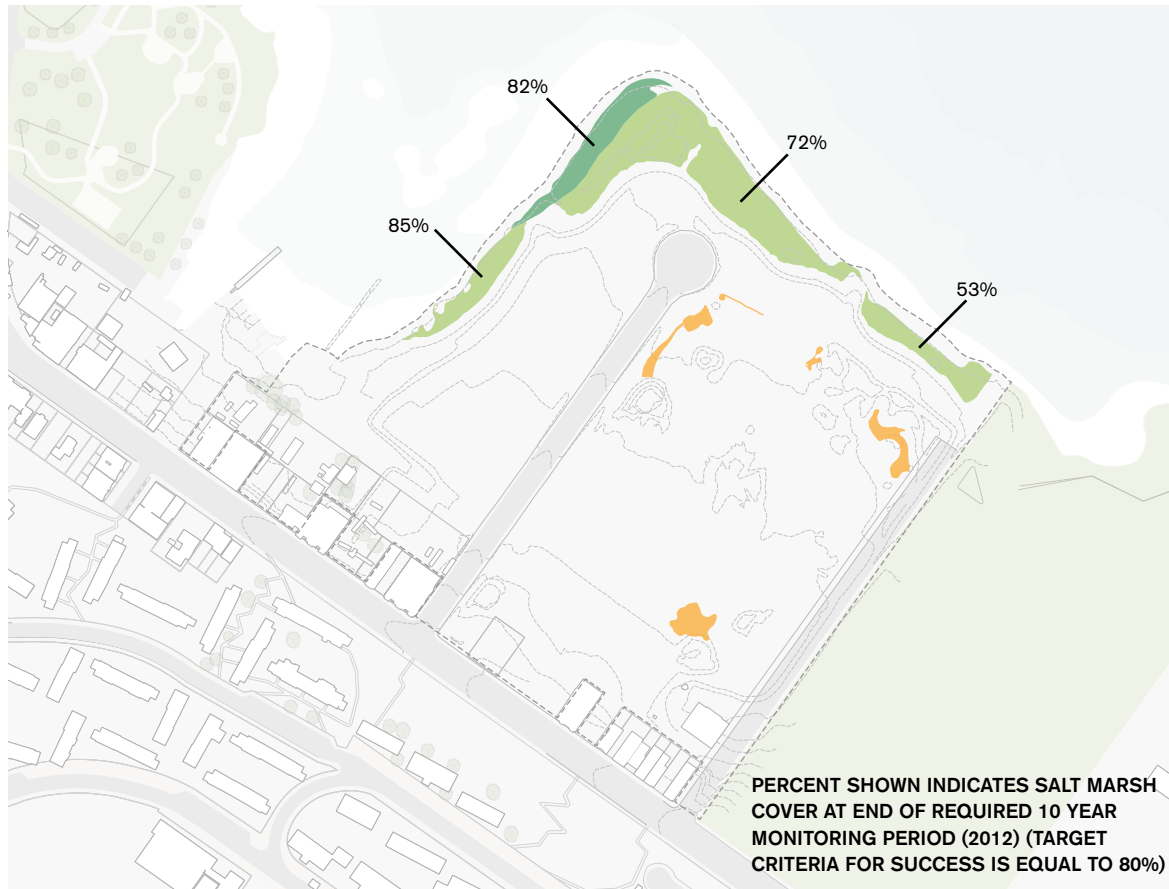 82%
72%
85%
53%
PERCENT SHOWN INDICATES SALT MARSH
COVER AT END OF REQUIRED 10 YEAR
MONITORING PERIOD (2012) (TARGET
CRITERIA FOR SUCCESS IS EQUAL TO 80%)